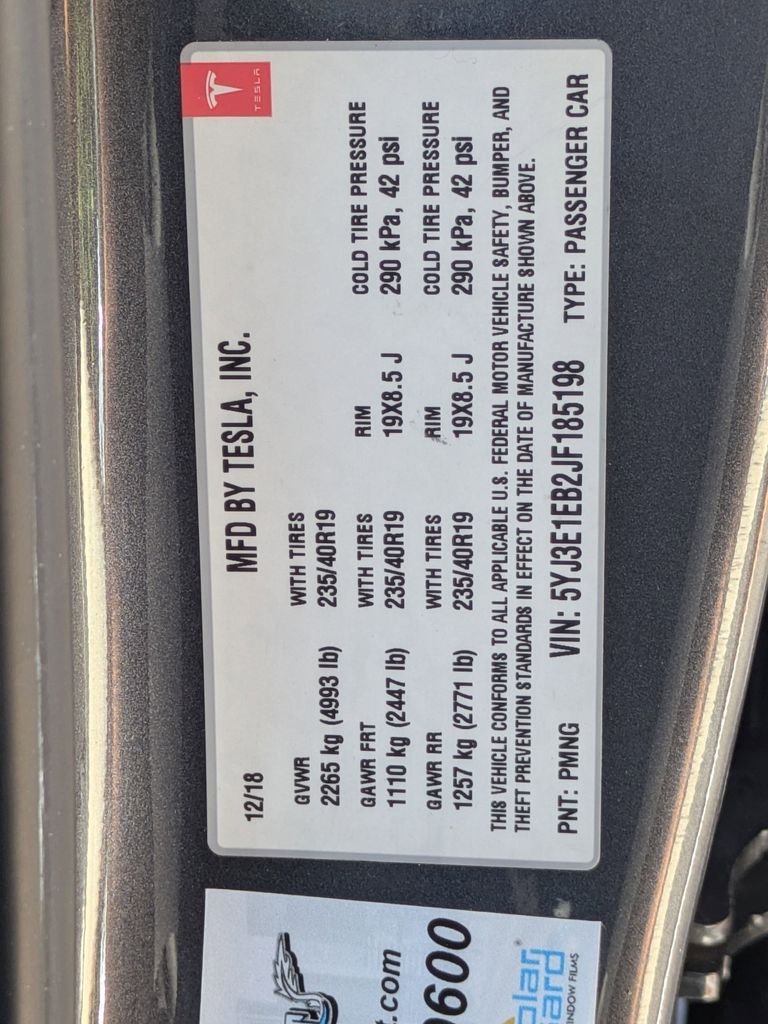 TESLA
MFD BY TESLA, INC.
12/18
GVWR WITH TIRES
2265 kg (4993 lb) 235/40R19
GAWR FRT WITH TIRES RIM COLD TIRE PRESSURE
1110 kg (2447 lb) 235/40R19 19X8.5 J 290 kPa, 42 psi
GAWR RR WITH TIRES RIM COLD TIRE PRESSURE
1257 kg (2771 lb) 235/40R19 19X8.5 J 290 kPa, 42 psi
THIS VEHICLE CONFORMS TO ALL APPLICABLE U.S. FEDERAL MOTOR VEHICLE SAFETY, BUMPER, AND
THEFT PREVENTION STANDARDS IN EFFECT ON THE DATE OF MANUFACTURE SHOWN ABOVE.
PNT: PMNG VIN: 5YJ3E1EB2JF185198 TYPE: PASSENGER CAR
.com
9600
olar
ard
INDOW FILMS